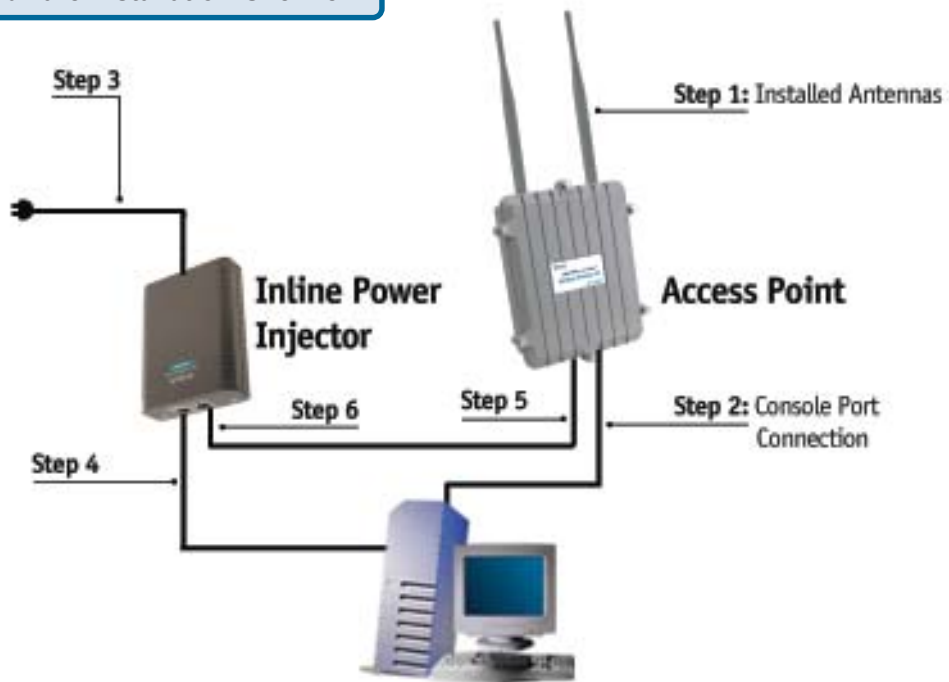 Step 3
Step 1: Installed Antennas
Inline Power
Injector
Access Point
Step 6
Step 5
Step 2: Console Port
Connection
Step 4